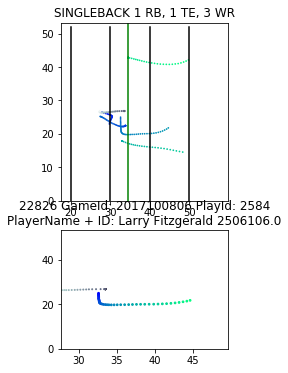 SINGLEBACK 1 RB, 1 TE, 3 WR
50
40
30
20
10
0
20 30 40 50
22826 GameId: 2017100806 PlayId: 2584
PlayerName + ID: Larry Fitzgerald 2506106.0
40
20
0
30 35 40 45